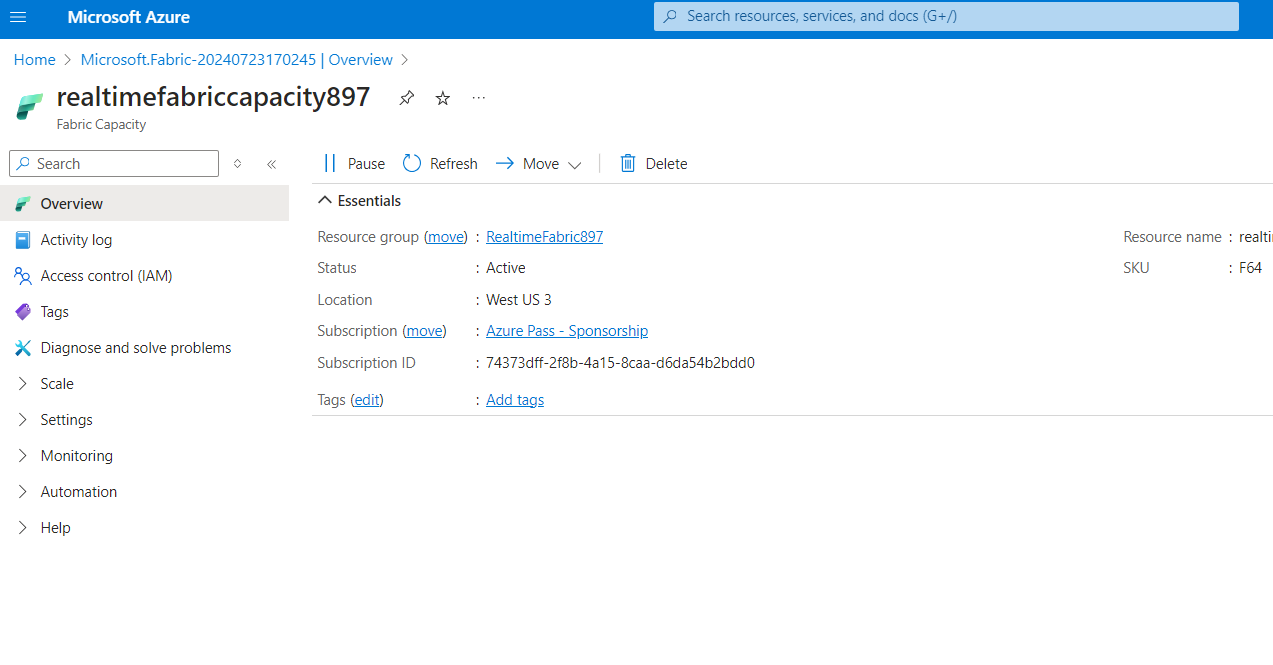 Microsoft Azure
Search resources, services, and docs (G+/)
Home > Microsoft.Fabric-20240723170245 | Overview >
realtimefabriccapacity897
Fabric Capacity
Search
Pause Refresh Move Delete
Overview
Activity log
Access control (IAM)
Tags
Diagnose and solve problems
Scale
Settings
Monitoring
Automation
Help
Essentials
Resource group (move) : RealtimeFabric897
Status : Active
Location : West US 3
Subscription (move) : Azure Pass - Sponsorship
Subscription ID : 74373dff-2f8b-4a15-8caa-d6da54b2bdd0
Tags (edit) : Add tags
Resource name : realti
SKU : F64